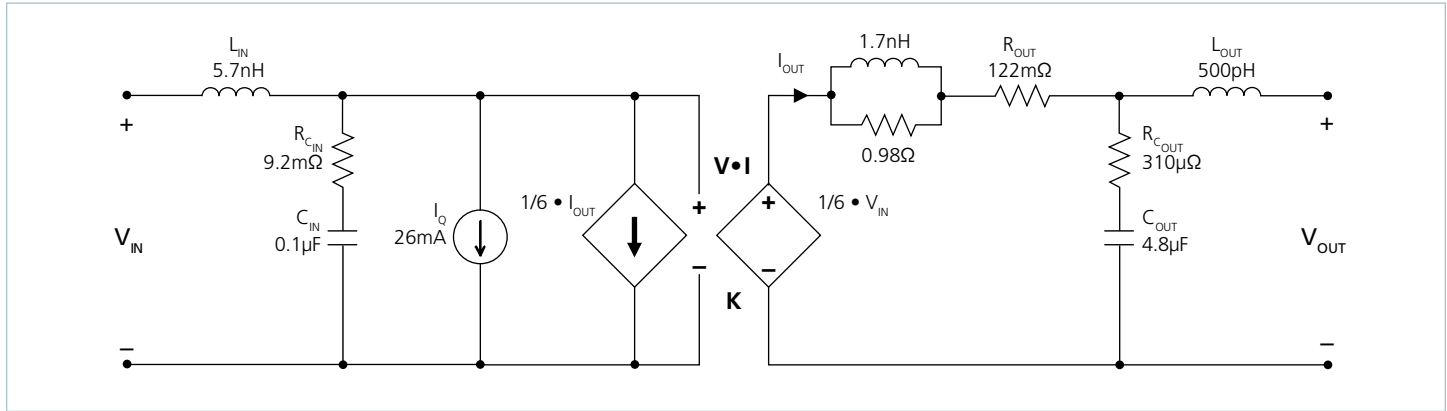 L_IN
5.7nH
R_C_IN
9.2mΩ
C_IN
0.1µF
V_IN
+
–
I_Q
26mA
1/6 • I_OUT
+
–
V•I
K
+
–
1/6 • V_IN
I_OUT
1.7nH
0.98Ω
R_OUT
122mΩ
L_OUT
500pH
R_C_OUT
310µΩ
C_OUT
4.8µF
+
V_OUT
–